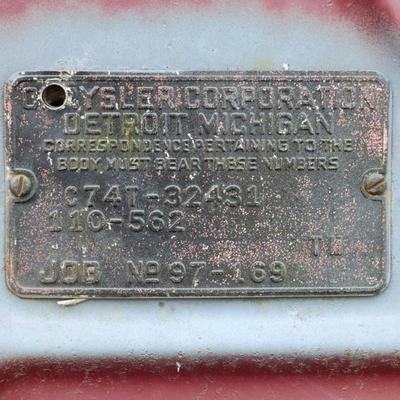 CHRYSLER CORPORATION
DETROIT MICHIGAN
CORRESPONDENCE PERTAINING TO THE
BODY, MUST BEAR THESE NUMBERS
C74T-32431
110-562
JOB No 97-169